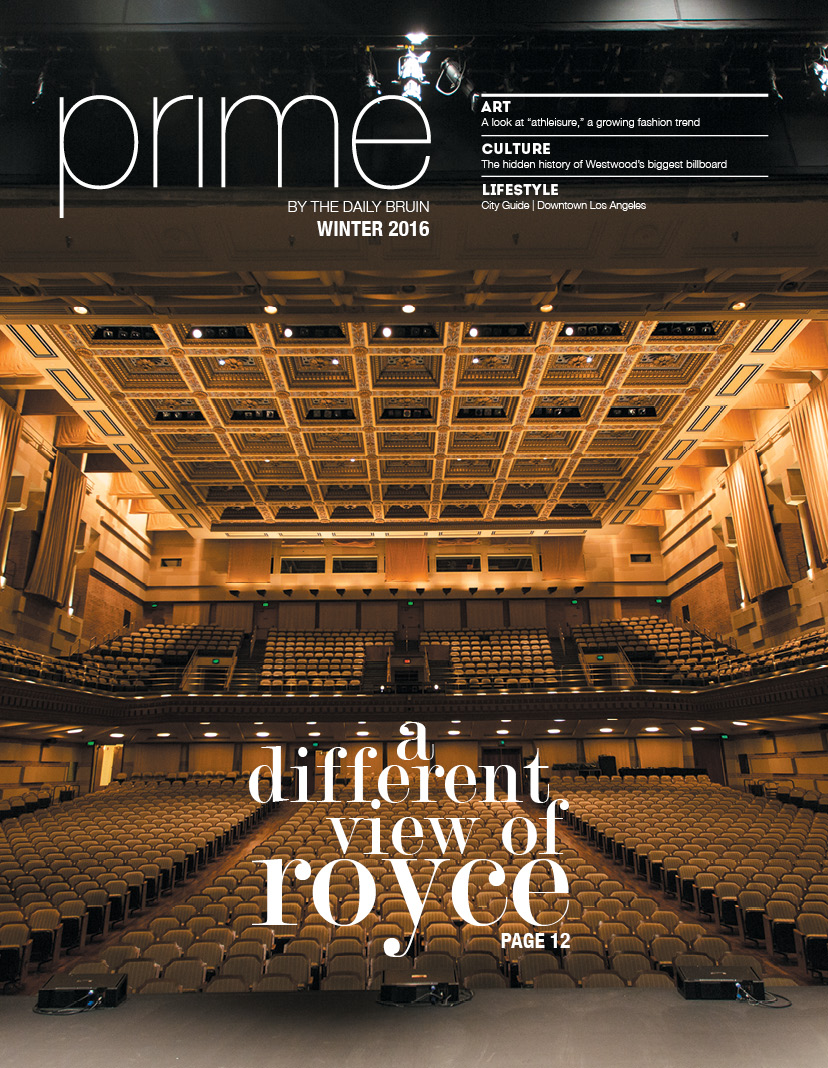 prime
BY THE DAILY BRUIN
WINTER 2016
ART
A look at “athleisure,” a growing fashion trend
CULTURE
The hidden history of Westwood's biggest billboard
LIFESTYLE
City Guide | Downtown Los Angeles
a
different
view of
royce
PAGE 12